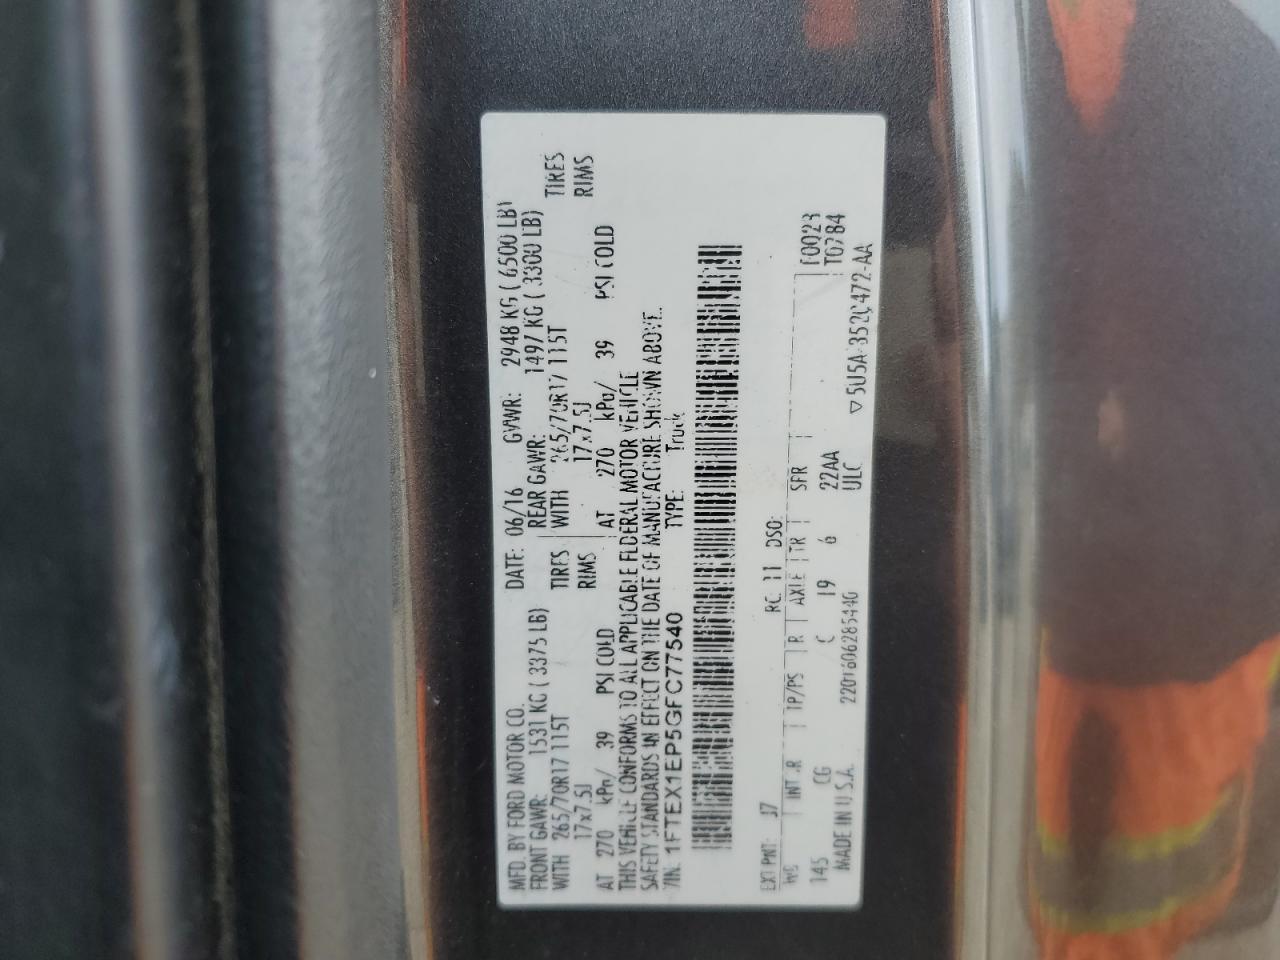 MFD. BY FORD MOTOR CO. DATE: 06/16 GVWR: 2948 KG ( 6500 LB)
FRONT GAWR: 1531 KG ( 3375 LB) REAR GAWR: 1497 KG ( 3300 LB)
WITH 265/70R17 115T TIRES WITH 265/70R17 115T TIRES
17x7.5J RIMS 17x7.5J RIMS
AT 270 kPa/ 39 PSI COLD AT 270 kPa/ 39 PSI COLD
THIS VEHICLE CONFORMS TO ALL APPLICABLE FEDERAL MOTOR VEHICLE
SAFETY STANDARDS IN EFFECT ON THE DATE OF MANUFACTURE SHOWN ABOVE.
VIN: 1FTEX1EP5GFC77540 TYPE: Truck
EXT PNT: J7 RC: 11 DSO:
WB INT TR TP/PS R AXLE TR SPR F0023
145 CG C 19 6 22AA T0784
MADE IN U.S.A. ULC
▽ 5U5A-3520472-AA